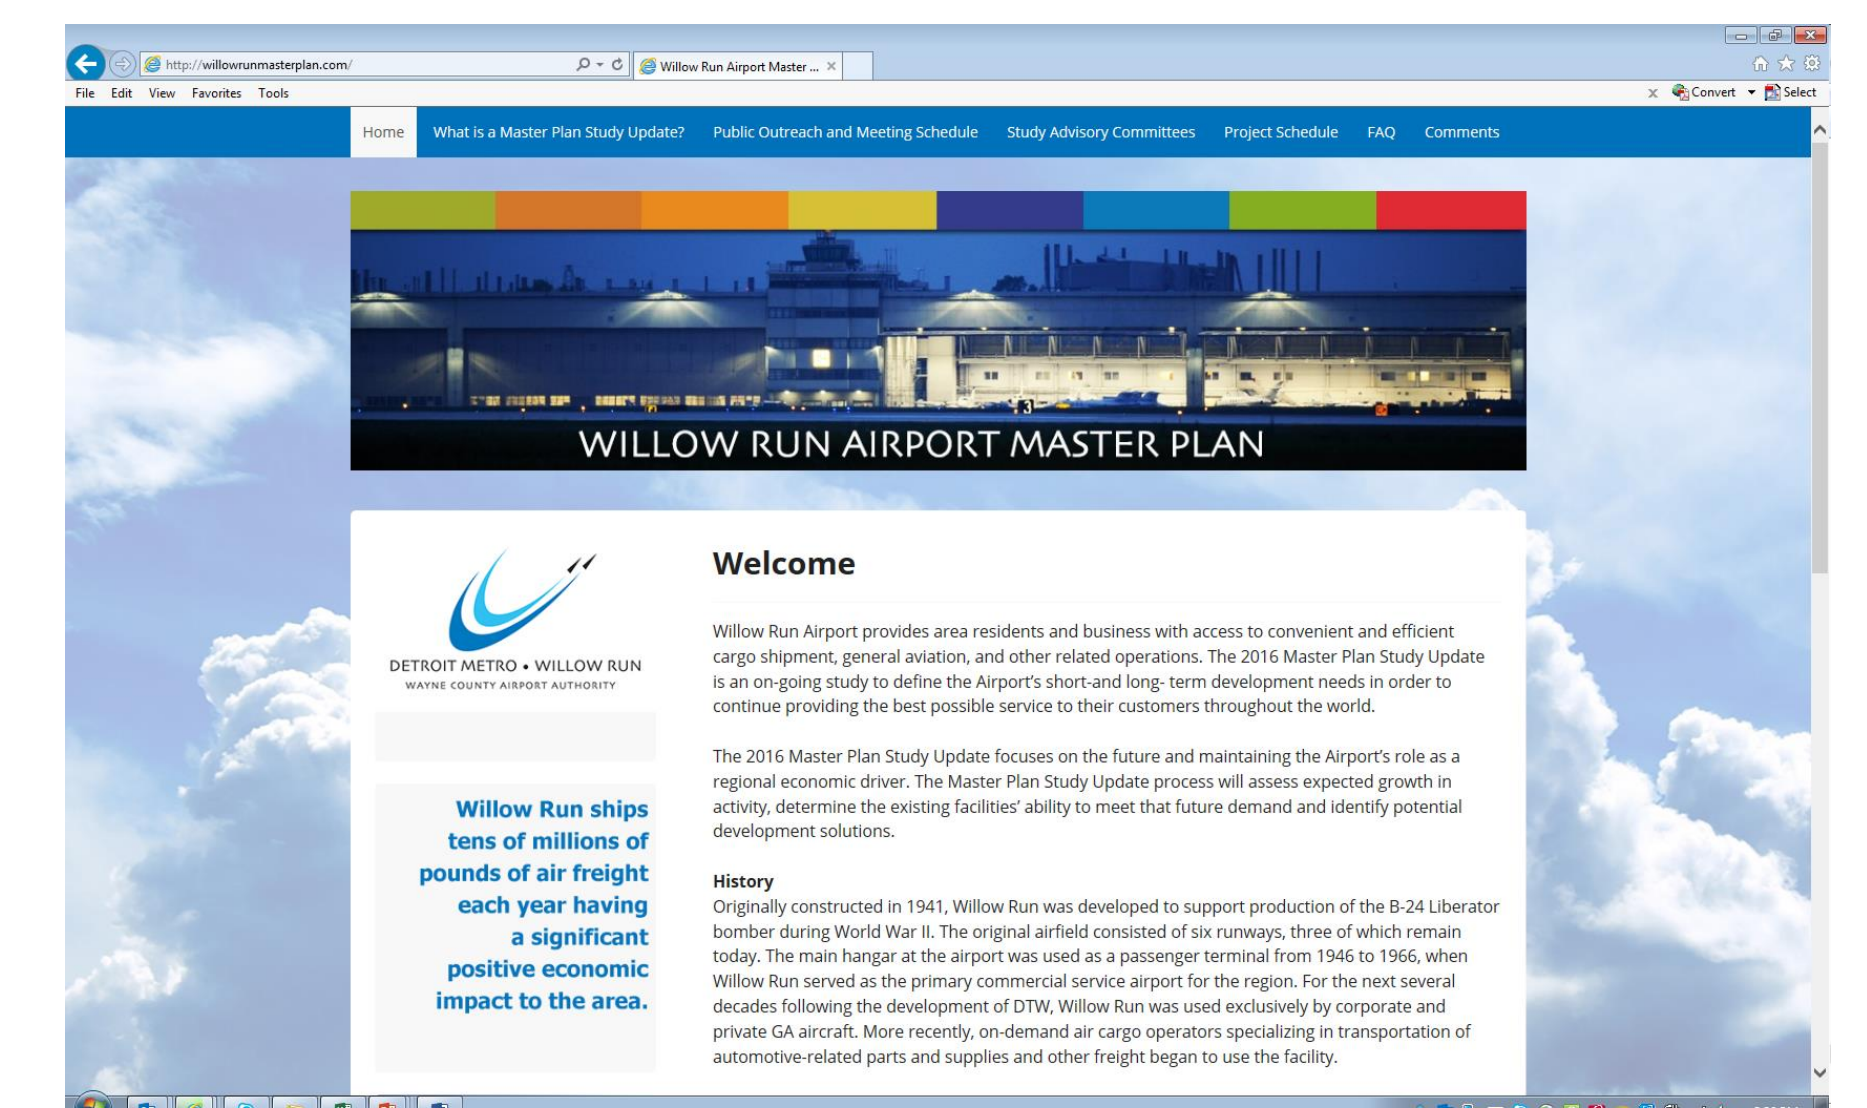 http://willowrunmasterplan.com/
Willow Run Airport Master ...
File Edit View Favorites Tools
Convert Select
Home What is a Master Plan Study Update? Public Outreach and Meeting Schedule Study Advisory Committees Project Schedule FAQ Comments
3
WILLOW RUN AIRPORT MASTER PLAN
DETROIT METRO • WILLOW RUN
WAYNE COUNTY AIRPORT AUTHORITY
Willow Run ships
tens of millions of
pounds of air freight
each year having
a significant
positive economic
impact to the area.
Welcome
Willow Run Airport provides area residents and business with access to convenient and efficient
cargo shipment, general aviation, and other related operations. The 2016 Master Plan Study Update
is an on-going study to define the Airport’s short-and long- term development needs in order to
continue providing the best possible service to their customers throughout the world.
The 2016 Master Plan Study Update focuses on the future and maintaining the Airport’s role as a
regional economic driver. The Master Plan Study Update process will assess expected growth in
activity, determine the existing facilities’ ability to meet that future demand and identify potential
development solutions.
History
Originally constructed in 1941, Willow Run was developed to support production of the B-24 Liberator
bomber during World War II. The original airfield consisted of six runways, three of which remain
today. The main hangar at the airport was used as a passenger terminal from 1946 to 1966, when
Willow Run served as the primary commercial service airport for the region. For the next several
decades following the development of DTW, Willow Run was used exclusively by corporate and
private GA aircraft. More recently, on-demand air cargo operators specializing in transportation of
automotive-related parts and supplies and other freight began to use the facility.